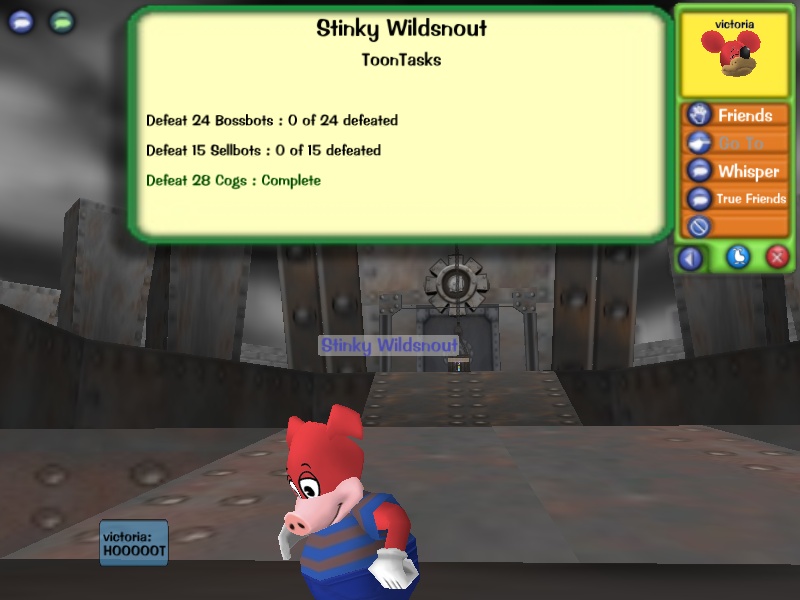 Stinky Wildsnout
ToonTasks
Defeat 24 Bossbots : 0 of 24 defeated
Defeat 15 Sellbots : 0 of 15 defeated
Defeat 28 Cogs : Complete
victoria
Friends
Go To
Whisper
True Friends
Stinky Wildsnout
victoria:
HOOOOOT